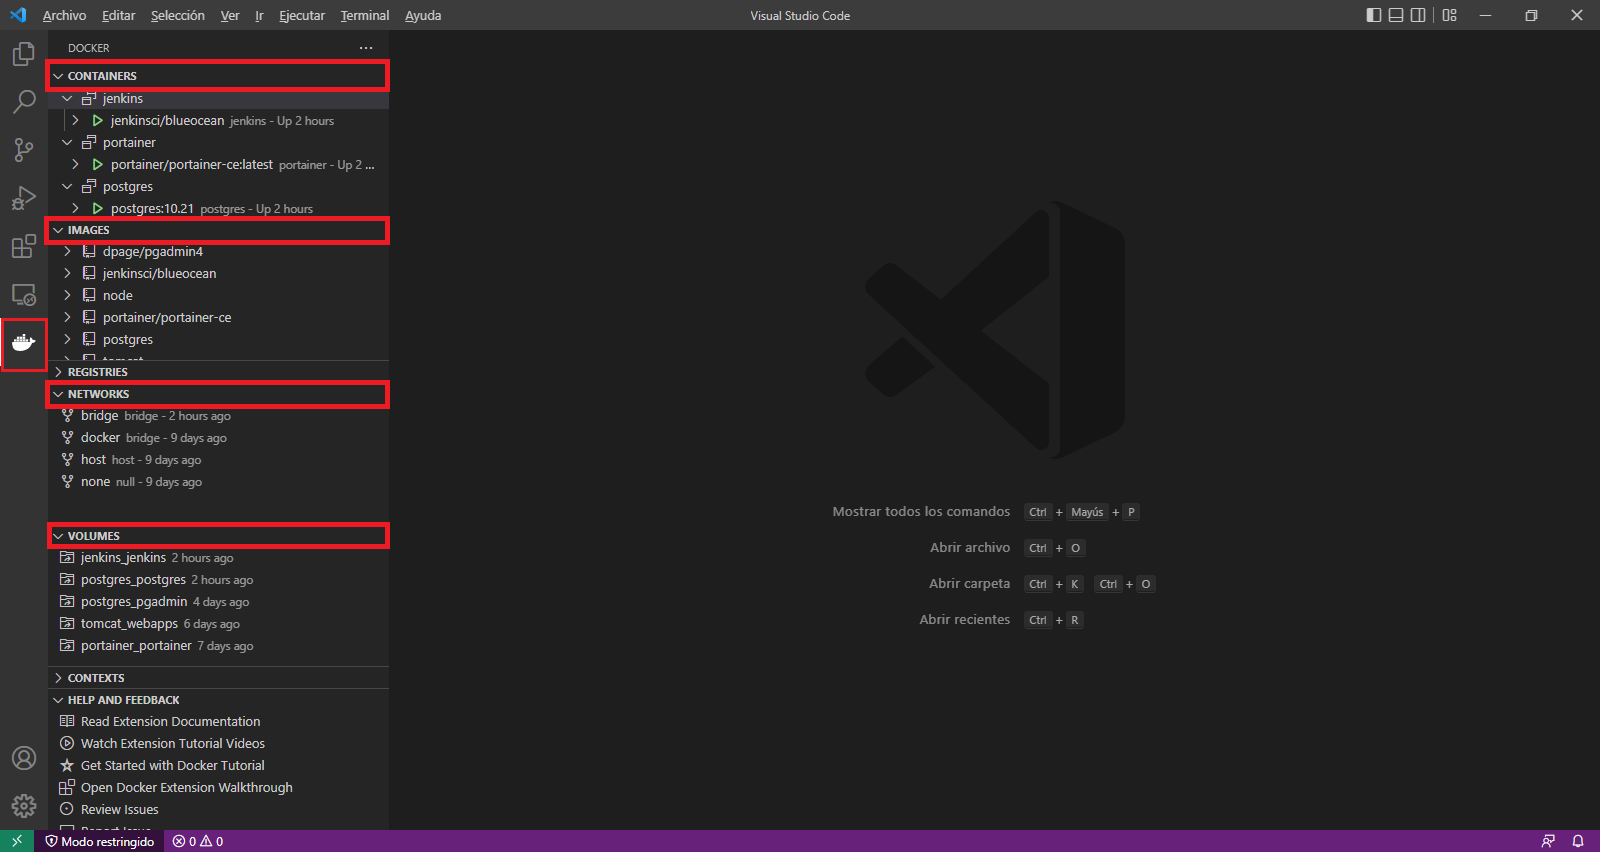 Archivo Editar Selección Ver Ir Ejecutar Terminal Ayuda Visual Studio Code
DOCKER ...
CONTAINERS
jenkins
jenkinsci/blueocean jenkins - Up 2 hours
portainer
portainer/portainer-ce:latest portainer - Up 2 ...
postgres
postgres:10.21 postgres - Up 2 hours
IMAGES
dpage/pgadmin4
jenkinsci/blueocean
node
portainer/portainer-ce
postgres
tomcat
REGISTRIES
NETWORKS
bridge bridge - 2 hours ago
docker bridge - 9 days ago
host host - 9 days ago
none null - 9 days ago
VOLUMES
jenkins_jenkins 2 hours ago
postgres_postgres 2 hours ago
postgres_pgadmin 4 days ago
tomcat_webapps 6 days ago
portainer_portainer 7 days ago
CONTEXTS
HELP AND FEEDBACK
Read Extension Documentation
Watch Extension Tutorial Videos
Get Started with Docker Tutorial
Open Docker Extension Walkthrough
Review Issues
Report Issue
Mostrar todos los comandos Ctrl + Mayús + P
Abrir archivo Ctrl + O
Abrir carpeta Ctrl + K Ctrl + O
Abrir recientes Ctrl + R
Modo restringido 0 0